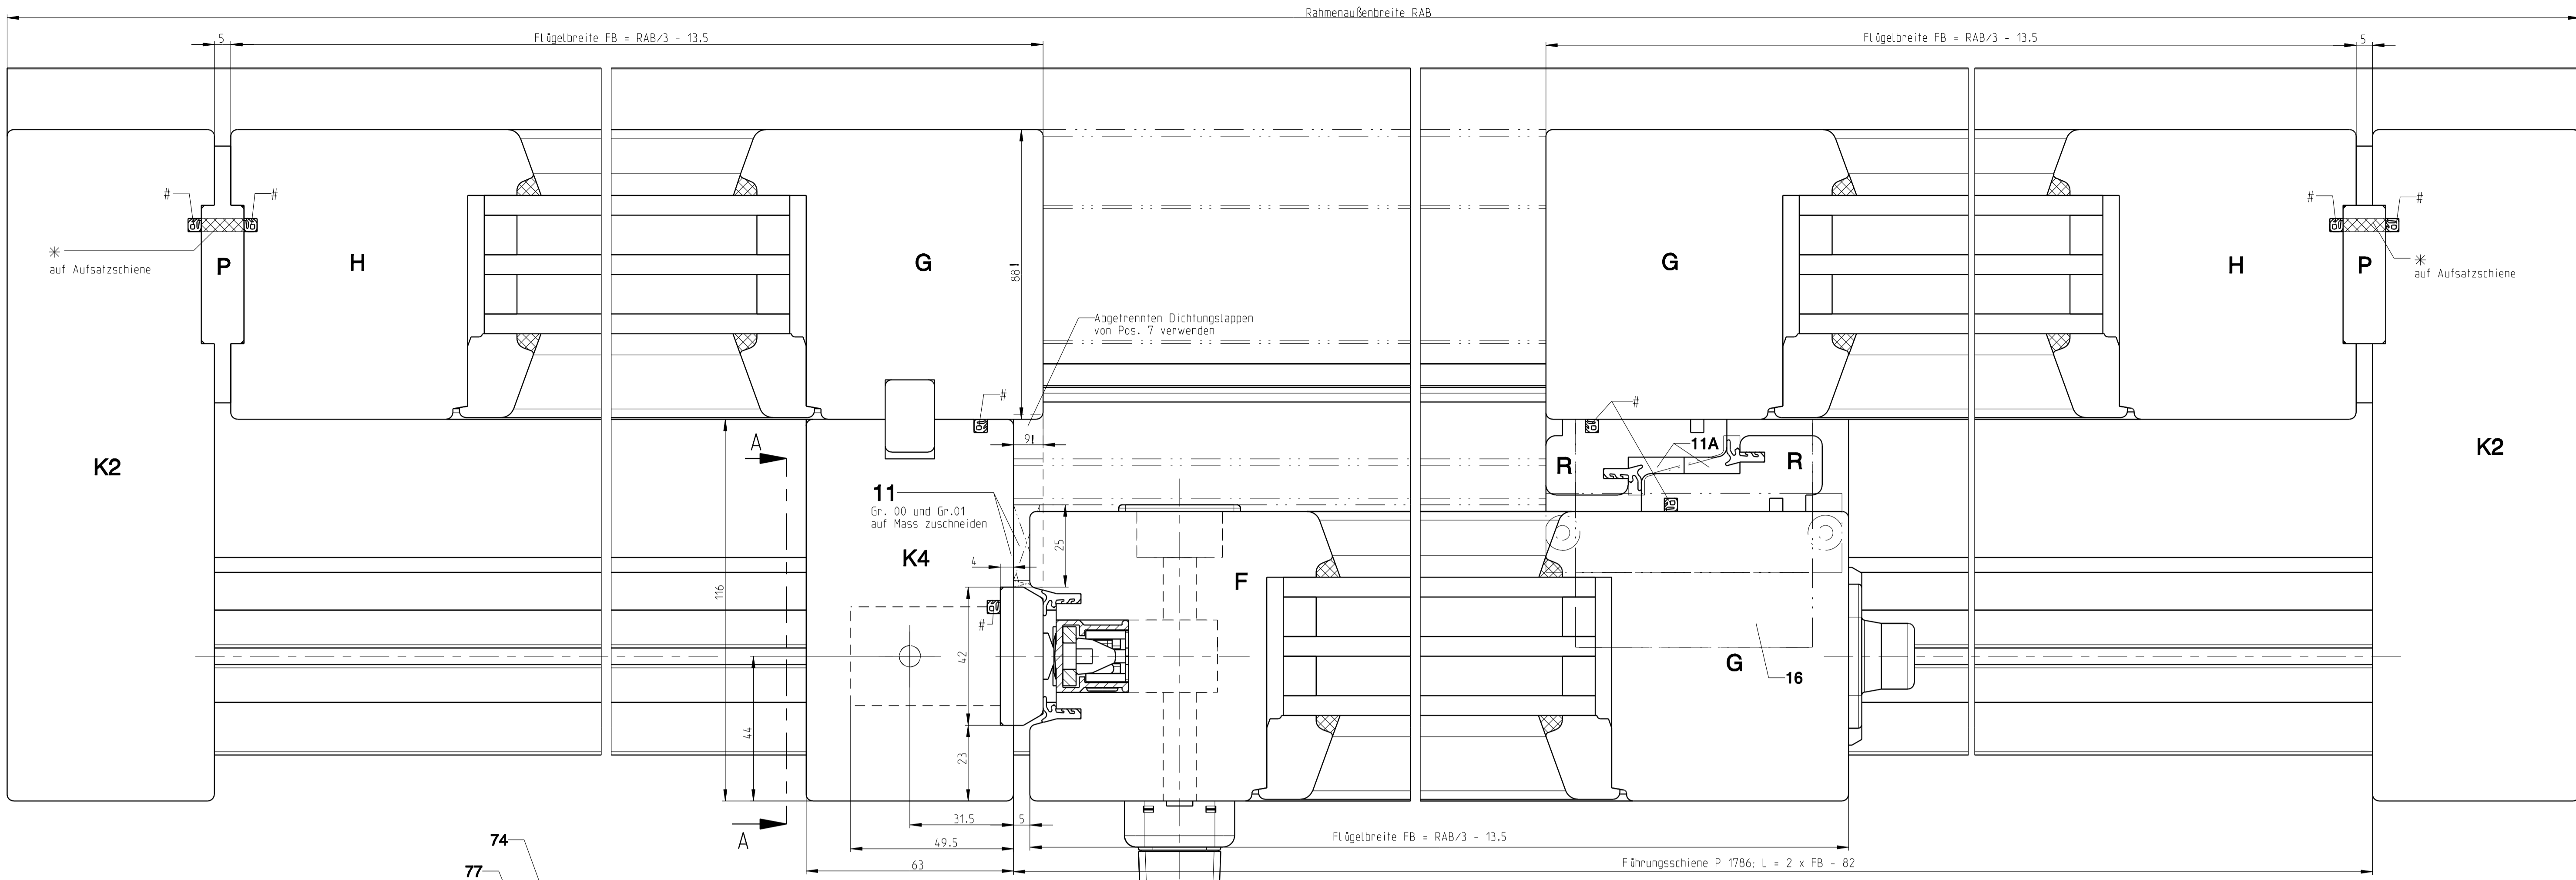 Rahmenaußenbreite RAB
5
Flügelbreite FB = RAB/3 - 13.5
Flügelbreite FB = RAB/3 - 13.5
5
#
#
#
#
*
auf Aufsatzschiene
P
H
G
88!
G
H
P
*
auf Aufsatzschiene
Abgetrennten Dichtungslappen
von Pos. 7 verwenden
#
#
9!
11A
R
R
A
K2
K2
11
Gr. 00 und Gr.01
auf Mass zuschneiden
25
K4
4
F
116
#
42
G
16
44
23
31.5
5
A
49.5
Flügelbreite FB = RAB/3 - 13.5
74
77
63
Führungsschiene P 1786; L = 2 x FB - 82